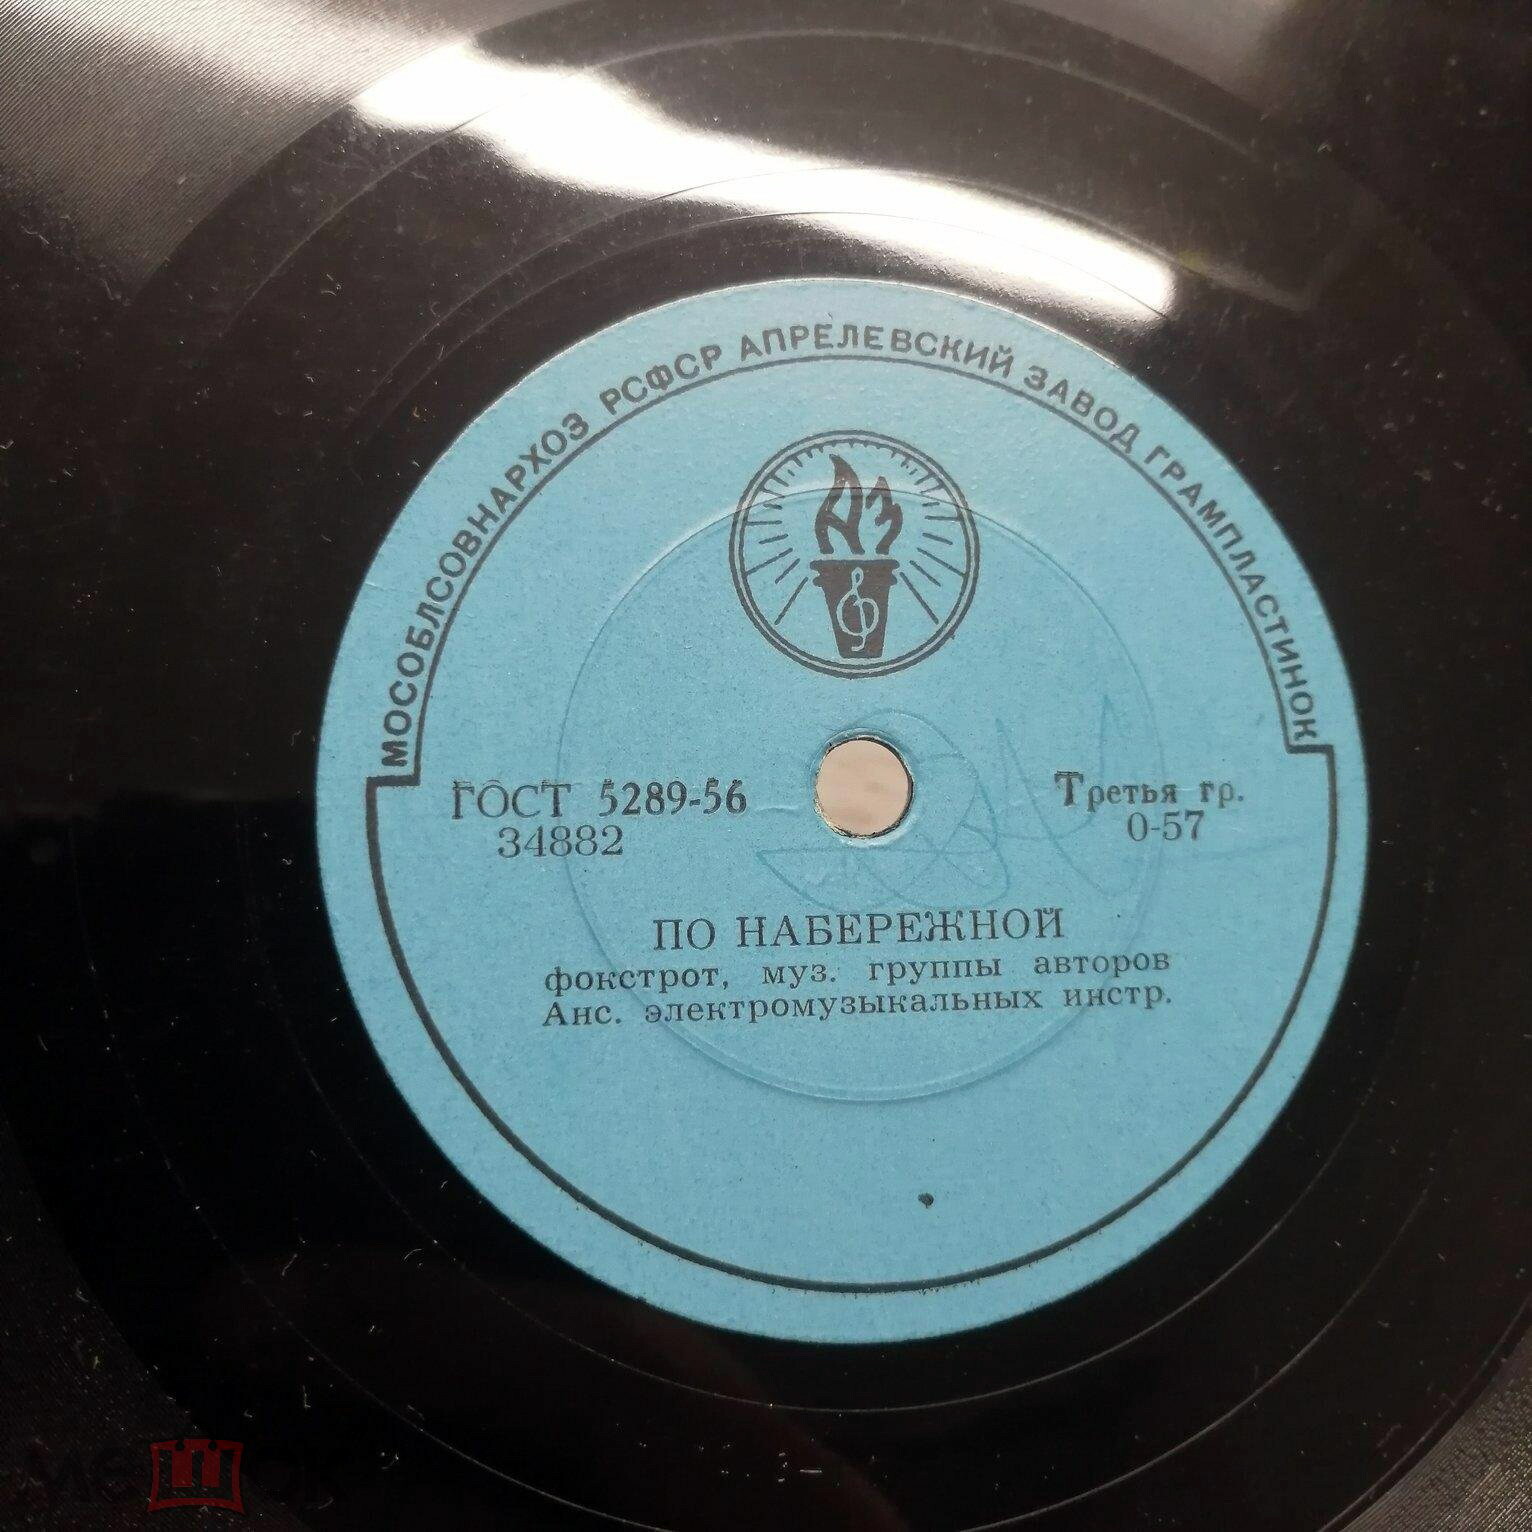 МОСОБЛСОВНАРХОЗ РСФСР АПРЕЛЕВСКИЙ ЗАВОД ГРАМПЛАСТИНОК
АЗ
ГОСТ 5289-56
34882
Третья гр.
0-57
ПО НАБЕРЕЖНОЙ
фокстрот, муз. группы авторов
Анс. электромузыкальных инстр.
мешок